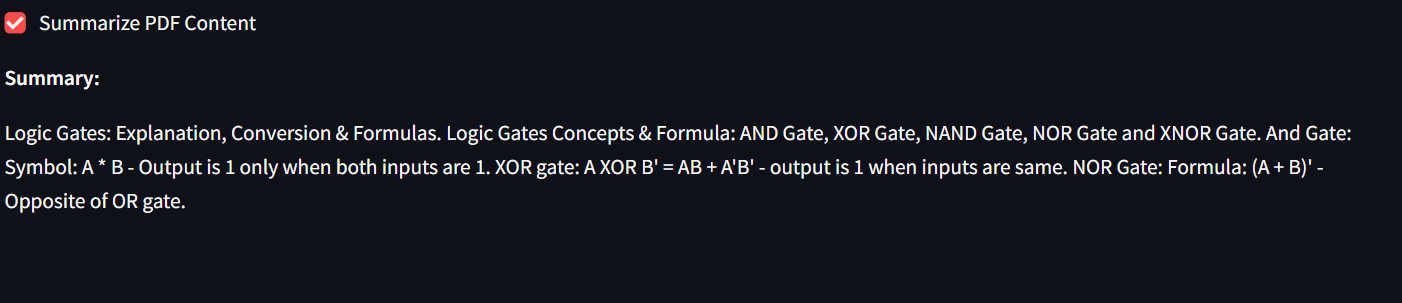 Summarize PDF Content
Summary:
Logic Gates: Explanation, Conversion & Formulas. Logic Gates Concepts & Formula: AND Gate, XOR Gate, NAND Gate, NOR Gate and XNOR Gate. And Gate:
Symbol: A * B - Output is 1 only when both inputs are 1. XOR gate: A XOR B' = AB + A'B' - output is 1 when inputs are same. NOR Gate: Formula: (A + B)' -
Opposite of OR gate.